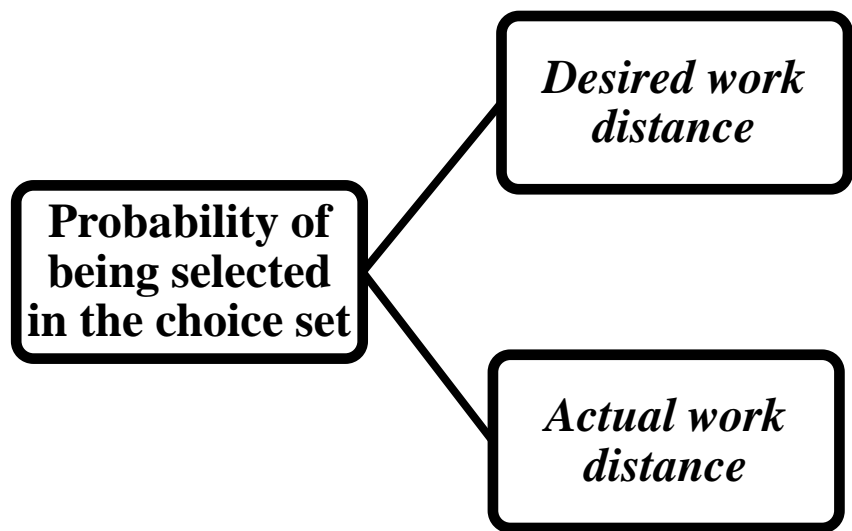 Desired work
distance
Probability of
being selected
in the choice set
Actual work
distance